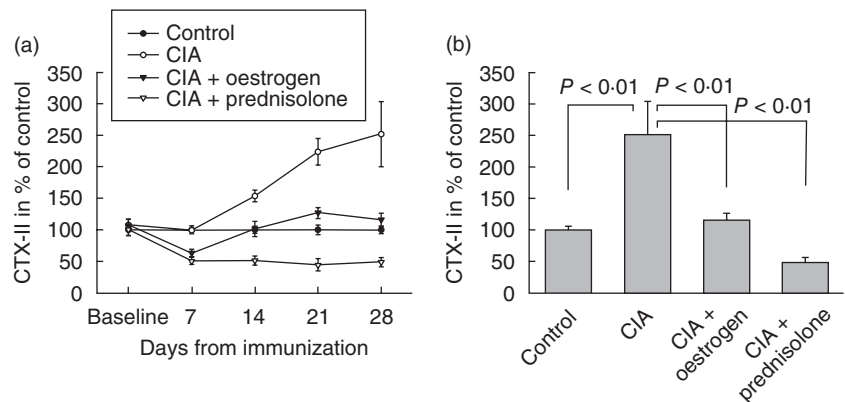 (a)
Control
CIA
CIA + oestrogen
CIA + prednisolone
CTX-II in % of control
350
300
250
200
150
100
50
0
Baseline 7 14 21 28
Days from immunization
(b)
CTX-II in % of control
350
300
250
200
150
100
50
0
P < 0·01
P < 0·01
P < 0·01
Control
CIA
CIA +
oestrogen
CIA +
prednisolone